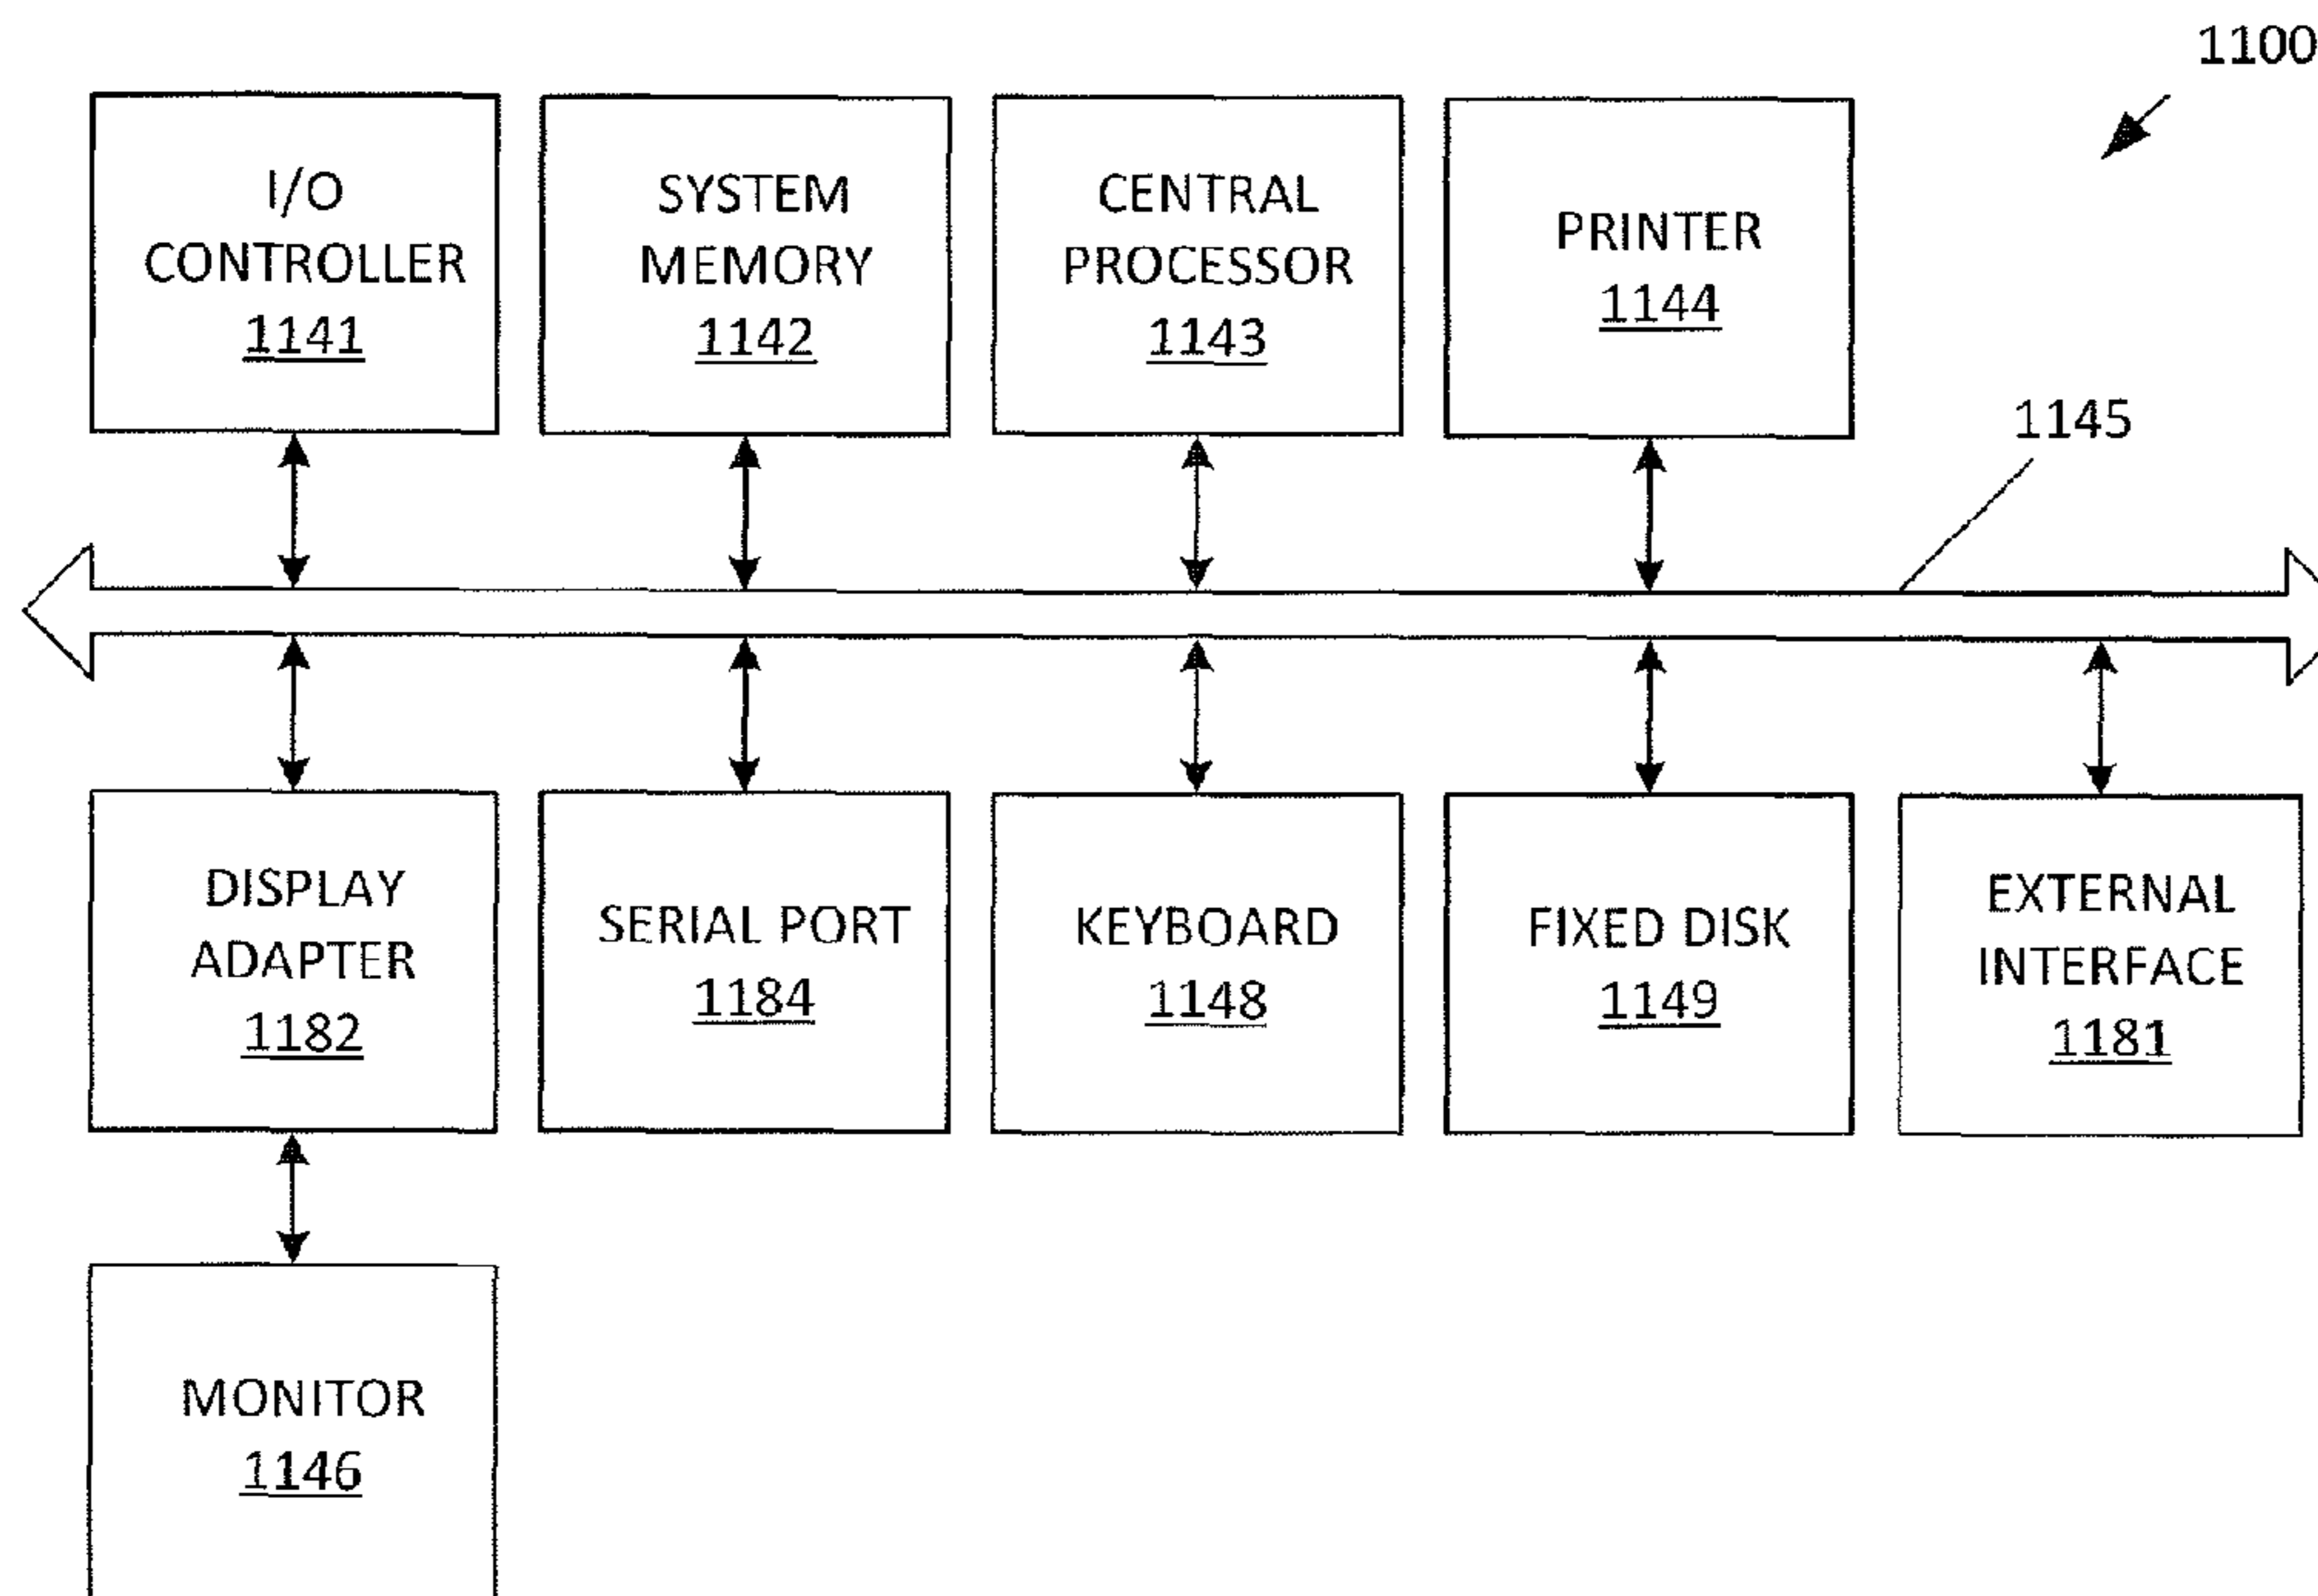 1100
I/O
CONTROLLER
1141
SYSTEM
MEMORY
1142
CENTRAL
PROCESSOR
1143
PRINTER
1144
1145
DISPLAY
ADAPTER
1182
SERIAL PORT
1184
KEYBOARD
1148
FIXED DISK
1149
EXTERNAL
INTERFACE
1181
MONITOR
1146